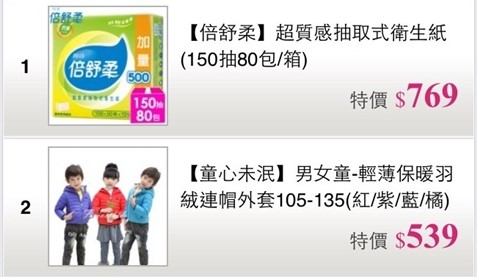 1
倍舒柔
倍舒柔
加量
500
150抽
80包
【倍舒柔】超質感抽取式衛生紙
(150抽80包/箱)
特價 $769
2
【童心未泯】男女童-輕薄保暖羽
絨連帽外套105-135(紅/紫/藍/橘)
特價 $539